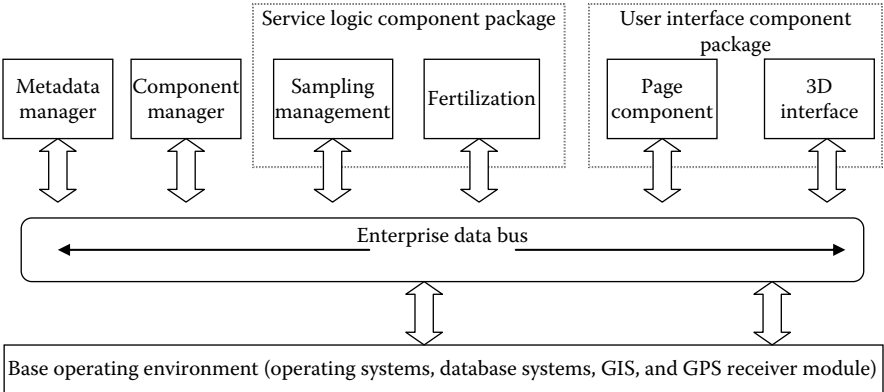 Service logic component package
User interface component
package
Metadata
manager
Component
manager
Sampling
management
Fertilization
Page
component
3D
interface
Enterprise data bus
Base operating environment (operating systems, database systems, GIS, and GPS receiver module)